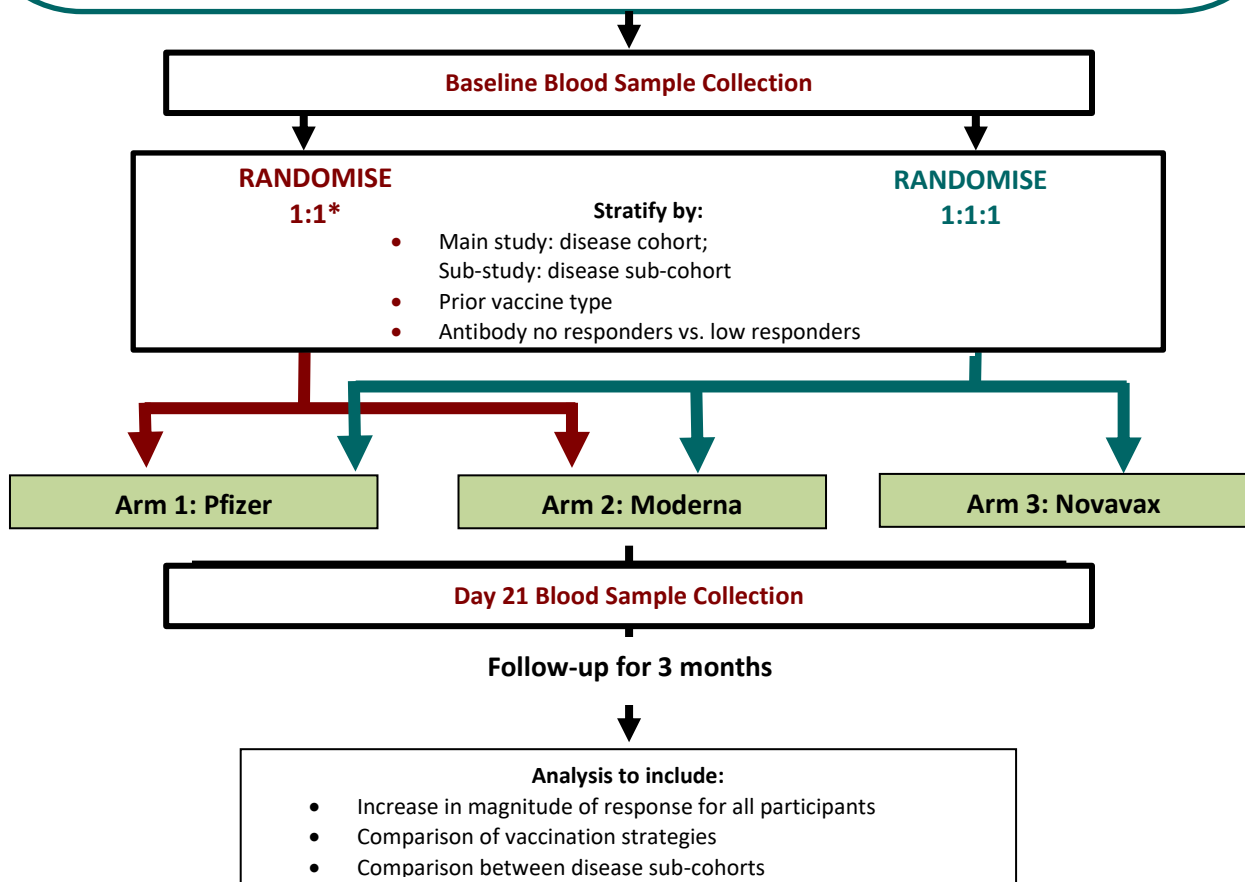 Baseline Blood Sample Collection
RANDOMISE
1:1*
RANDOMISE
1:1:1
Stratify by:
• Main study: disease cohort;
Sub-study: disease sub-cohort
• Prior vaccine type
• Antibody no responders vs. low responders
Arm 1: Pfizer
Arm 2: Moderna
Arm 3: Novavax
Day 21 Blood Sample Collection
Follow-up for 3 months
Analysis to include:
• Increase in magnitude of response for all participants
• Comparison of vaccination strategies
• Comparison between disease sub-cohorts